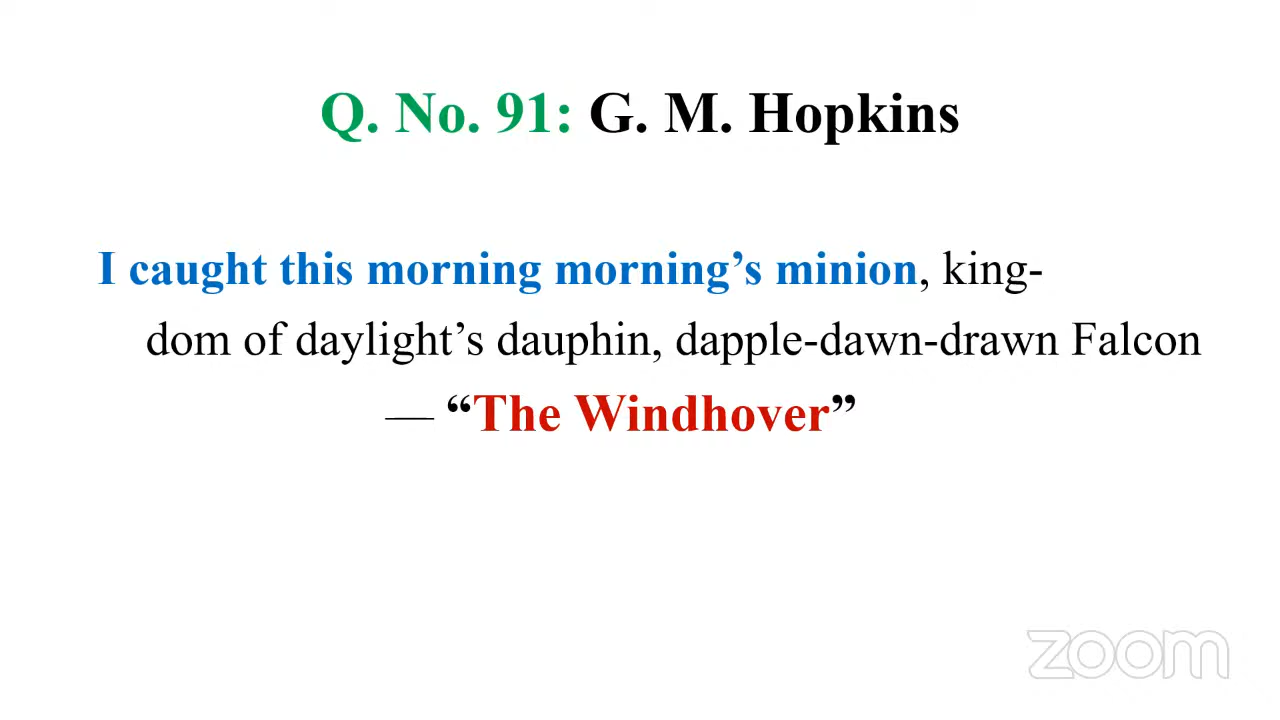 Q. No. 91: G. M. Hopkins
I caught this morning morning’s minion, king-
dom of daylight’s dauphin, dapple-dawn-drawn Falcon
— “The Windhover”
zoom